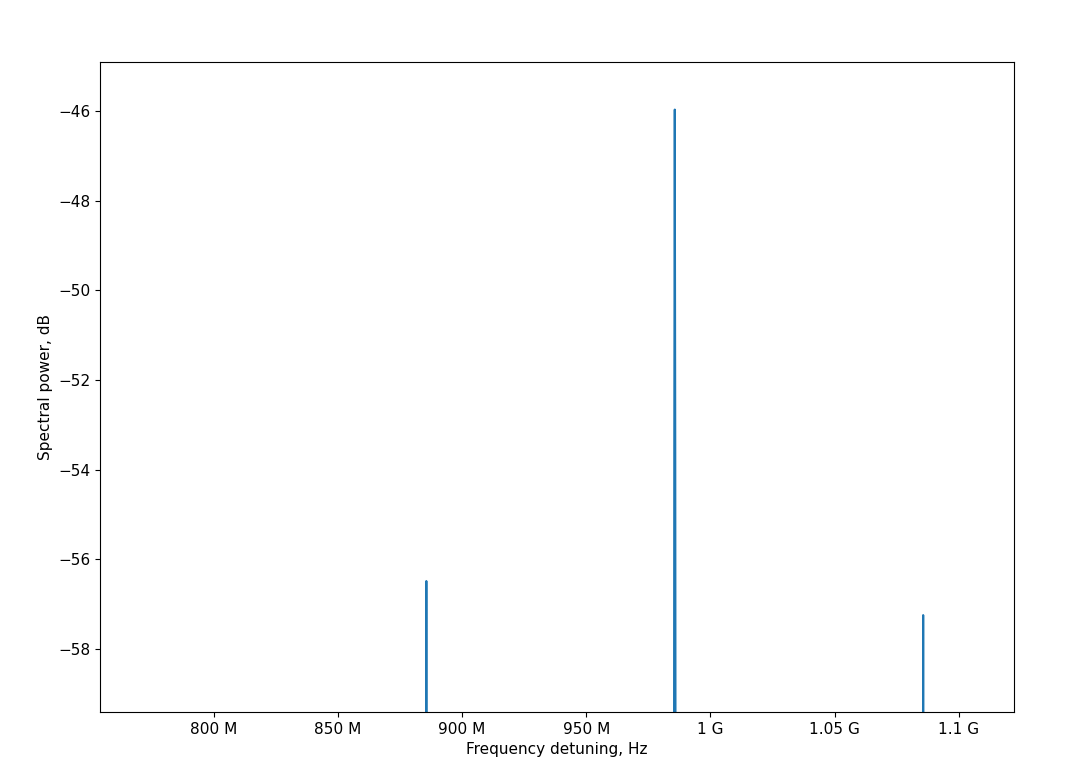 −46
−48
−50
−52
−54
−56
−58
Spectral power, dB
800 M
850 M
900 M
950 M
1 G
1.05 G
1.1 G
Frequency detuning, Hz